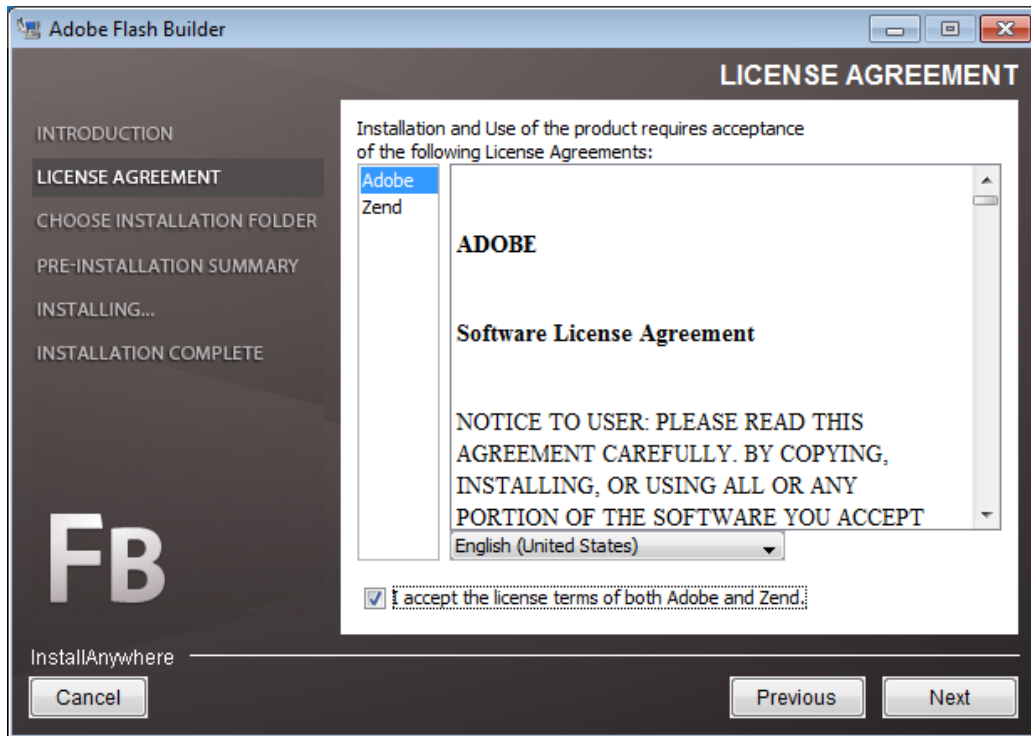 Adobe Flash Builder
LICENSE AGREEMENT
INTRODUCTION
LICENSE AGREEMENT
CHOOSE INSTALLATION FOLDER
PRE-INSTALLATION SUMMARY
INSTALLING...
INSTALLATION COMPLETE
FB
Installation and Use of the product requires acceptance
of the following License Agreements:
Adobe
Zend
ADOBE
Software License Agreement
NOTICE TO USER: PLEASE READ THIS
AGREEMENT CAREFULLY. BY COPYING,
INSTALLING, OR USING ALL OR ANY
PORTION OF THE SOFTWARE YOU ACCEPT
English (United States)
I accept the license terms of both Adobe and Zend.
InstallAnywhere
Cancel
Previous
Next